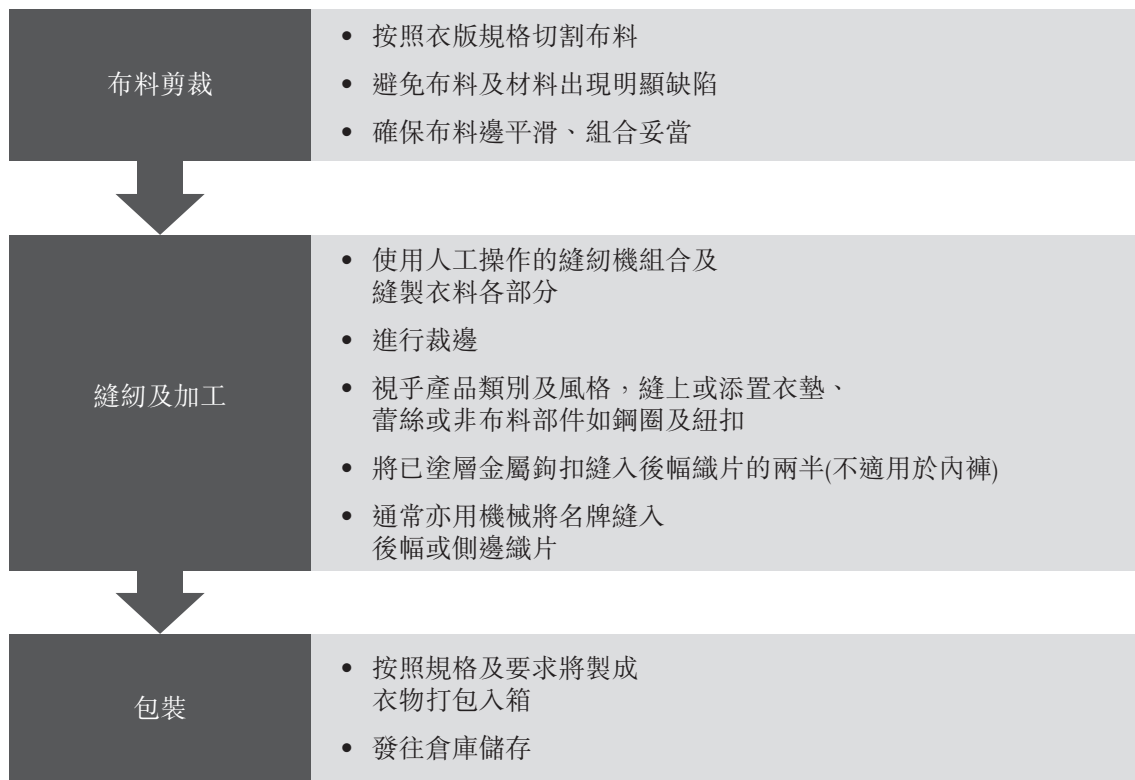 布料剪裁
• 按照衣版規格切割布料
• 避免布料及材料出現明顯缺陷
• 確保布料邊平滑、組合妥當
縫紉及加工
• 使用人工操作的縫紉機組合及
縫製衣料各部分
• 進行裁邊
• 視乎產品類別及風格，縫上或添置衣墊、
蕾絲或非布料部件如鋼圈及紐扣
• 將已塗層金屬鉤扣縫入後幅織片的兩半(不適用於內褲)
• 通常亦用機械將名牌縫入
後幅或側邊織片
包裝
• 按照規格及要求將製成
衣物打包入箱
• 發往倉庫儲存